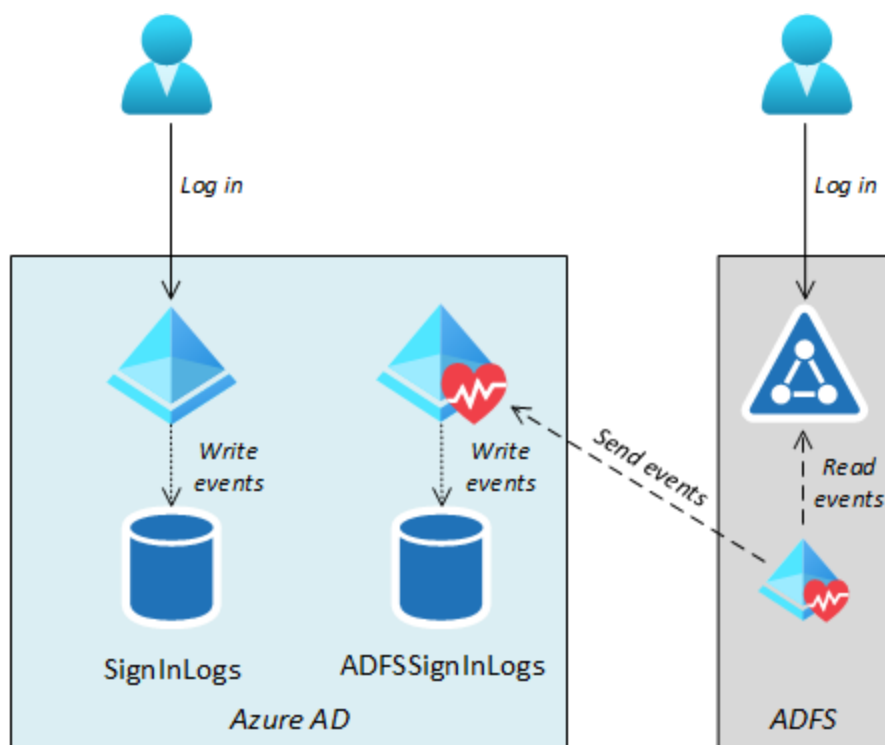 Log in
Log in
Write
events
Write
events
Send events
Read
events
SignInLogs
ADFSSignInLogs
Azure AD
ADFS